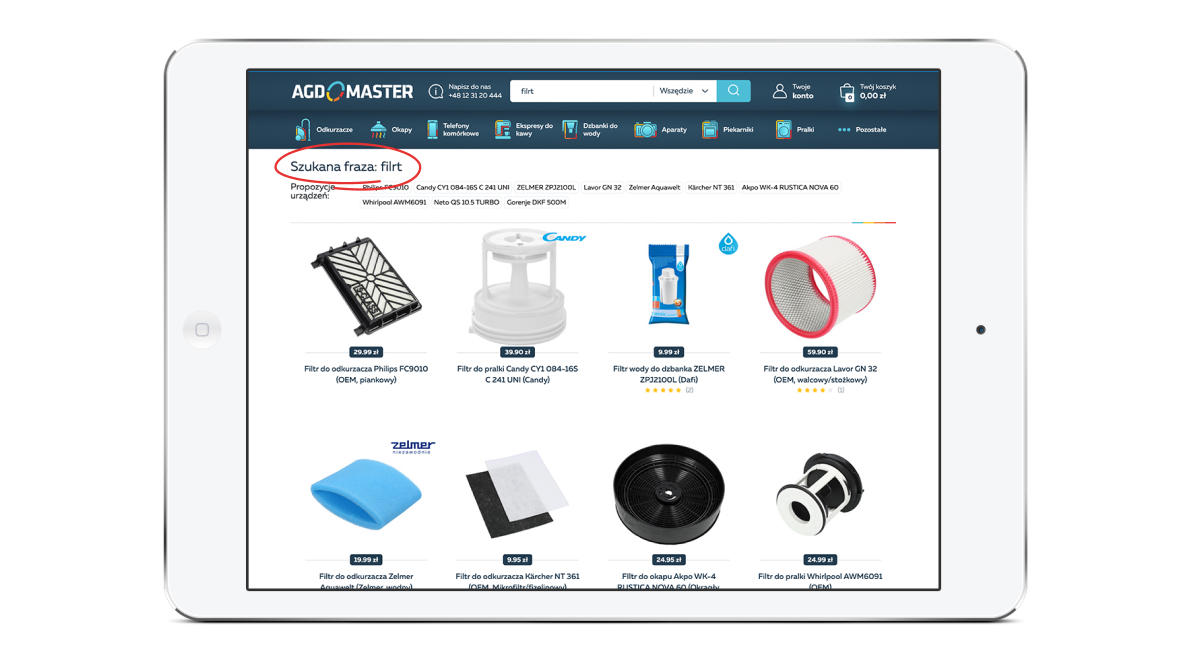 AGD MASTER
Napisz do nas
+48 12 31 20 444
filrt
Wszędzie
Twoje
konto
Twój koszyk
0,00 zł
0
Odkurzacze
Okapy
Telefony
komórkowe
Ekspresy do
kawy
Dzbanki do
wody
Aparaty
Piekarniki
Pralki
Pozostałe
Szukana fraza: filrt
Propozycje
urządzeń:
Philips FC9010 Candy CY1 084-16S C 241 UNI ZELMER ZPJ2100L Lavor GN 32 Zelmer Aquawelt Kärcher NT 361 Akpo WK-4 RUSTICA NOVA 60
Whirlpool AWM6091 Neto QS 10.5 TURBO Gorenje DKF 500M
CANDY
dafi
29.99 zł
39.90 zł
9.99 zł
59.90 zł
Filtr do odkurzacza Philips FC9010
(OEM, piankowy)
Filtr do pralki Candy CY1 084-16S
C 241 UNI (Candy)
Filtr wody do dzbanka ZELMER
ZPJ2100L (Dafi)
(2)
Filtr do odkurzacza Lavor GN 32
(OEM, walcowy/stożkowy)
(1)
zelmer
niezawodnie
19.99 zł
9.95 zł
24.95 zł
24.99 zł
Filtr do odkurzacza Zelmer
Aquawelt (Zelmer, wodny)
Filtr do odkurzacza Kärcher NT 361
(OEM, Mikrofiltr/fizelinowy)
FIltr do okapu Akpo WK-4
RUSTICA NOVA 60 (Okrągły
Filtr do pralki Whirlpool AWM6091
(OEM)